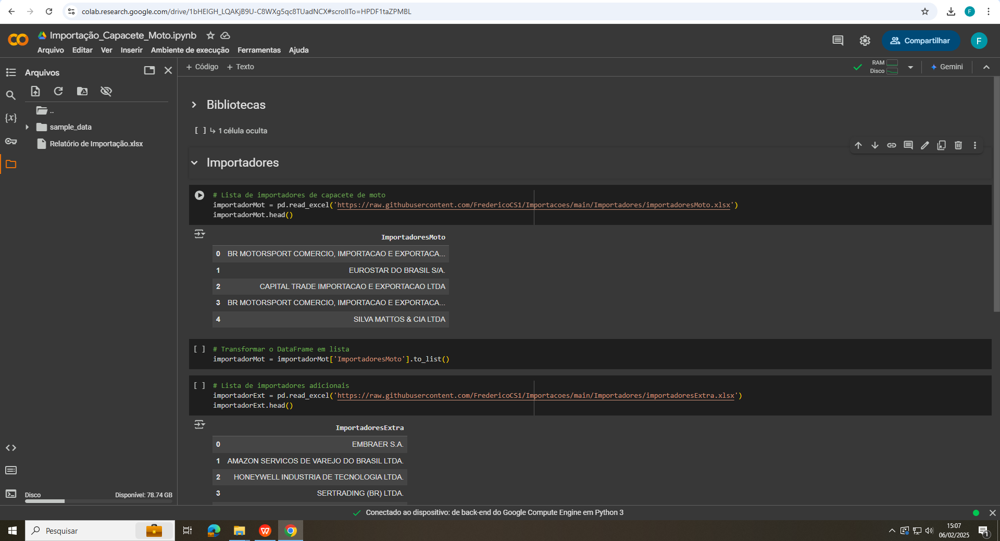 colab.research.google.com/drive/1bHEIGH_LQAKjB9U-C8WXg5qc8TUadNCX#scrollTo=HPDF1taZPMBL
F
Importação_Capacete_Moto.ipynb
Arquivo Editar Ver Inserir Ambiente de execução Ferramentas Ajuda
Compartilhar
F
Arquivos
+ Código + Texto
RAM
Disco
Gemini
..
sample_data
Relatório de Importação.xlsx
{x}
Bibliotecas
[ ] ↳ 1 célula oculta
Importadores
# Lista de importadores de capacete de moto
importadorMot = pd.read_excel('https://raw.githubusercontent.com/FredericoCS1/Importacoes/main/Importadores/importadoresMoto.xlsx')
importadorMot.head()
ImportadoresMoto
0 BR MOTORSPORT COMERCIO, IMPORTACAO E EXPORTACA...
1 EUROSTAR DO BRASIL S/A.
2 CAPITAL TRADE IMPORTACAO E EXPORTACAO LTDA
3 BR MOTORSPORT COMERCIO, IMPORTACAO E EXPORTACA...
4 SILVA MATTOS & CIA LTDA
[ ] # Transformar o DataFrame em lista
importadorMot = importadorMot['ImportadoresMoto'].to_list()
[ ] # Lista de importadores adicionais
importadorExt = pd.read_excel('https://raw.githubusercontent.com/FredericoCS1/Importacoes/main/Importadores/importadoresExtra.xlsx')
importadorExt.head()
ImportadoresExtra
0 EMBRAER S.A.
1 AMAZON SERVICOS DE VAREJO DO BRASIL LTDA.
2 HONEYWELL INDUSTRIA DE TECNOLOGIA LTDA.
3 SERTRADING (BR) LTDA.
Disco Disponível: 78.74 GB
Conectado ao dispositivo: de back-end do Google Compute Engine em Python 3
Pesquisar
15:07
06/02/2025
1